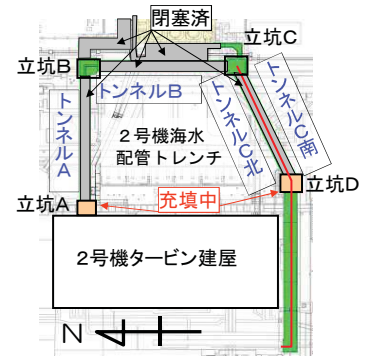 閉塞済
立坑C
立坑B
トンネルB
トンネルA
2号機海水
配管トレンチ
トンネルC北
トンネルC南
立坑D
立坑A
充填中
2号機タービン建屋
N